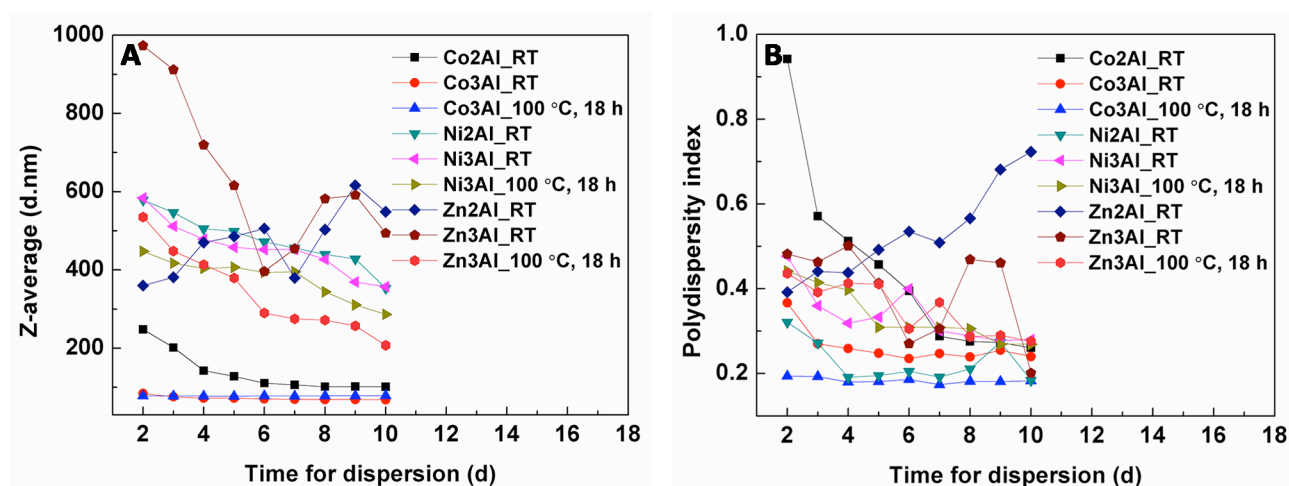 A
1000
800
600
400
200
Z-average (d.nm)
Co2Al_RT
Co3Al_RT
Co3Al_100 °C, 18 h
Ni2Al_RT
Ni3Al_RT
Ni3Al_100 °C, 18 h
Zn2Al_RT
Zn3Al_RT
Zn3Al_100 °C, 18 h
2 4 6 8 10 12 14 16 18
Time for dispersion (d)
B
1.0
0.8
0.6
0.4
0.2
Polydispersity index
Co2Al_RT
Co3Al_RT
Co3Al_100 °C, 18 h
Ni2Al_RT
Ni3Al_RT
Ni3Al_100 °C, 18 h
Zn2Al_RT
Zn3Al_RT
Zn3Al_100 °C, 18 h
2 4 6 8 10 12 14 16 18
Time for dispersion (d)